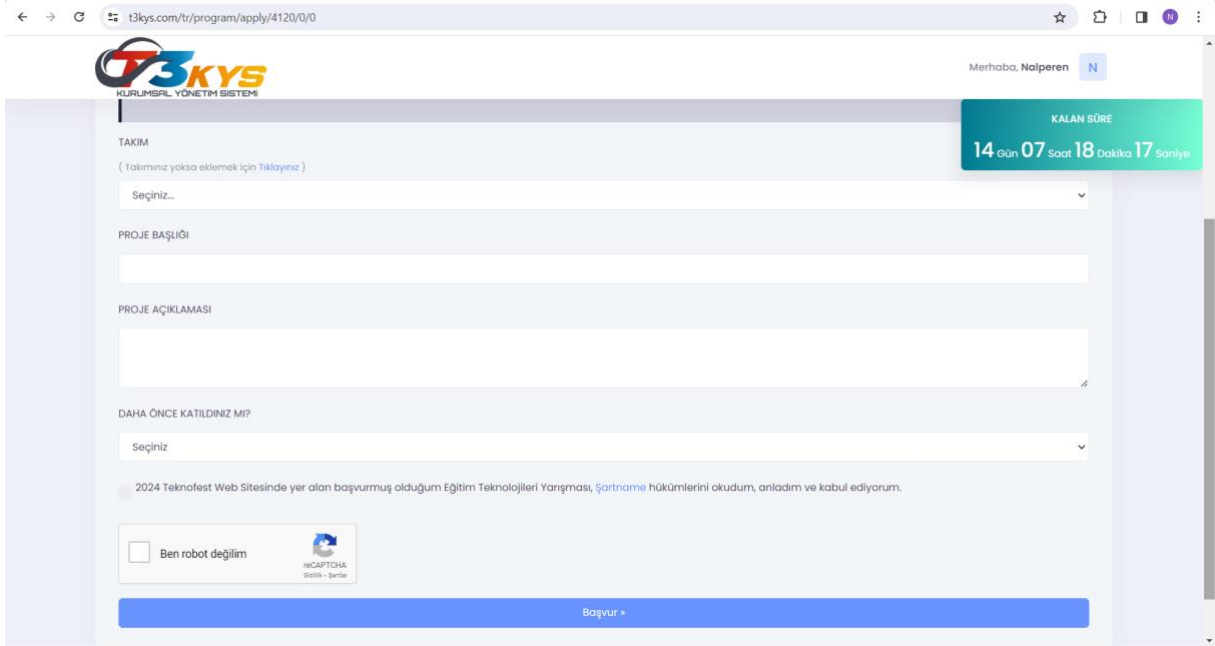 t3kys.com/tr/program/apply/4120/0/0
N
T3KYS
KURUMSAL YÖNETİM SİSTEMİ
Merhaba, Nalperen N
KALAN SÜRE
14 Gün 07 Saat 18 Dakika 17 Saniye
TAKIM
( Takımınız yoksa eklemek için Tıklayınız )
Seçiniz...
PROJE BAŞLIĞI
PROJE AÇIKLAMASI
DAHA ÖNCE KATILDINIZ MI?
Seçiniz
2024 Teknofest Web Sitesinde yer alan başvurmuş olduğum Eğitim Teknolojileri Yarışması, Şartname hükümlerini okudum, anladım ve kabul ediyorum.
Ben robot değilim
reCAPTCHA
Gizlilik - Şartlar
Başvur »